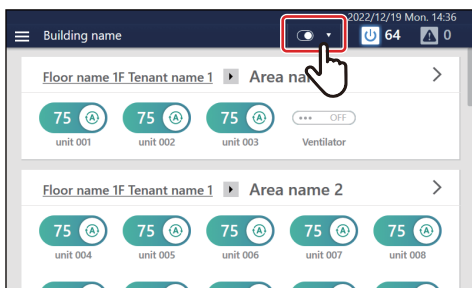 2022/12/19 Mon. 14:36
Building name 64 0
Floor name 1F Tenant name 1 Area name
75 A 75 A 75 A ••• OFF
unit 001 unit 002 unit 003 Ventilator
Floor name 1F Tenant name 1 Area name 2
75 A 75 A 75 A 75 A 75 A
unit 004 unit 005 unit 006 unit 007 unit 008